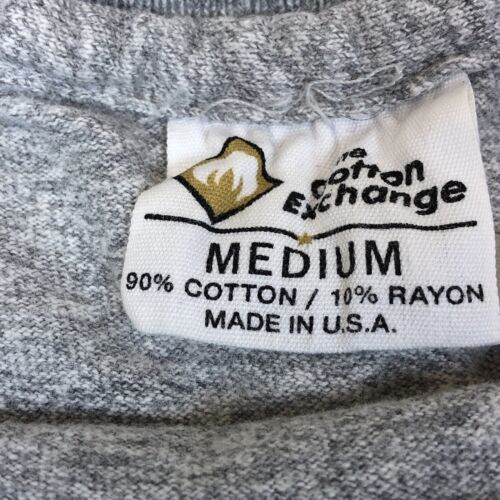 The
Cotton
Exchange
MEDIUM
90% COTTON / 10% RAYON
MADE IN U.S.A.